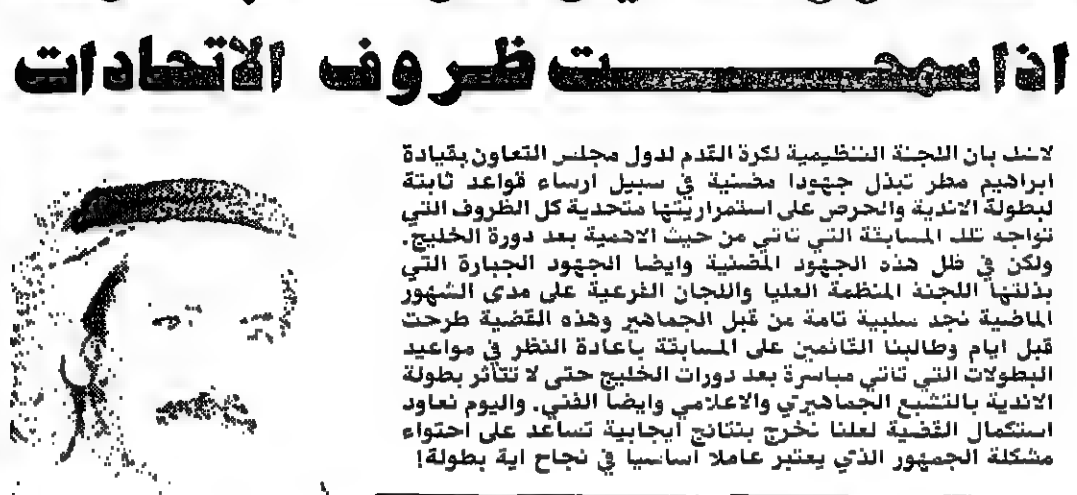 اذا سمحت ظروف الاتحادات
لاشك بان اللجنة التنظيمية لكرة القدم لدول مجلس التعاون بقيادة
ابراهيم مطر تبذل جهودا مضنية في سبيل ارساء قواعد ثابتة
لبطولة الاندية والحرص على استمراريتها متحدية كل الظروف التي
تواجه تلك المسابقة التي تاتي من حيث الاهمية بعد دورة الخليج.
ولكن في ظل هذه الجهود المضنية وايضا الجهود الجبارة التي
بذلتها اللجنة المنظمة العليا واللجان الفرعية على مدى الشهور
الماضية نجد سلبية تامة من قبل الجماهير وهذه القضية طرحت
قبل ايام وطالبنا القائمين على المسابقة باعادة النظر في مواعيد
البطولات التي تاتي مباشرة بعد دورات الخليج حتى لا تتاثر بطولة
الاندية بالتشبع الجماهيري والاعلامي وايضا الفني. واليوم نعاود
استكمال القضية لعلنا نخرج بنتائج ايجابية تساعد على احتواء
مشكلة الجمهور الذي يعتبر عاملا اساسيا في نجاح اية بطولة!